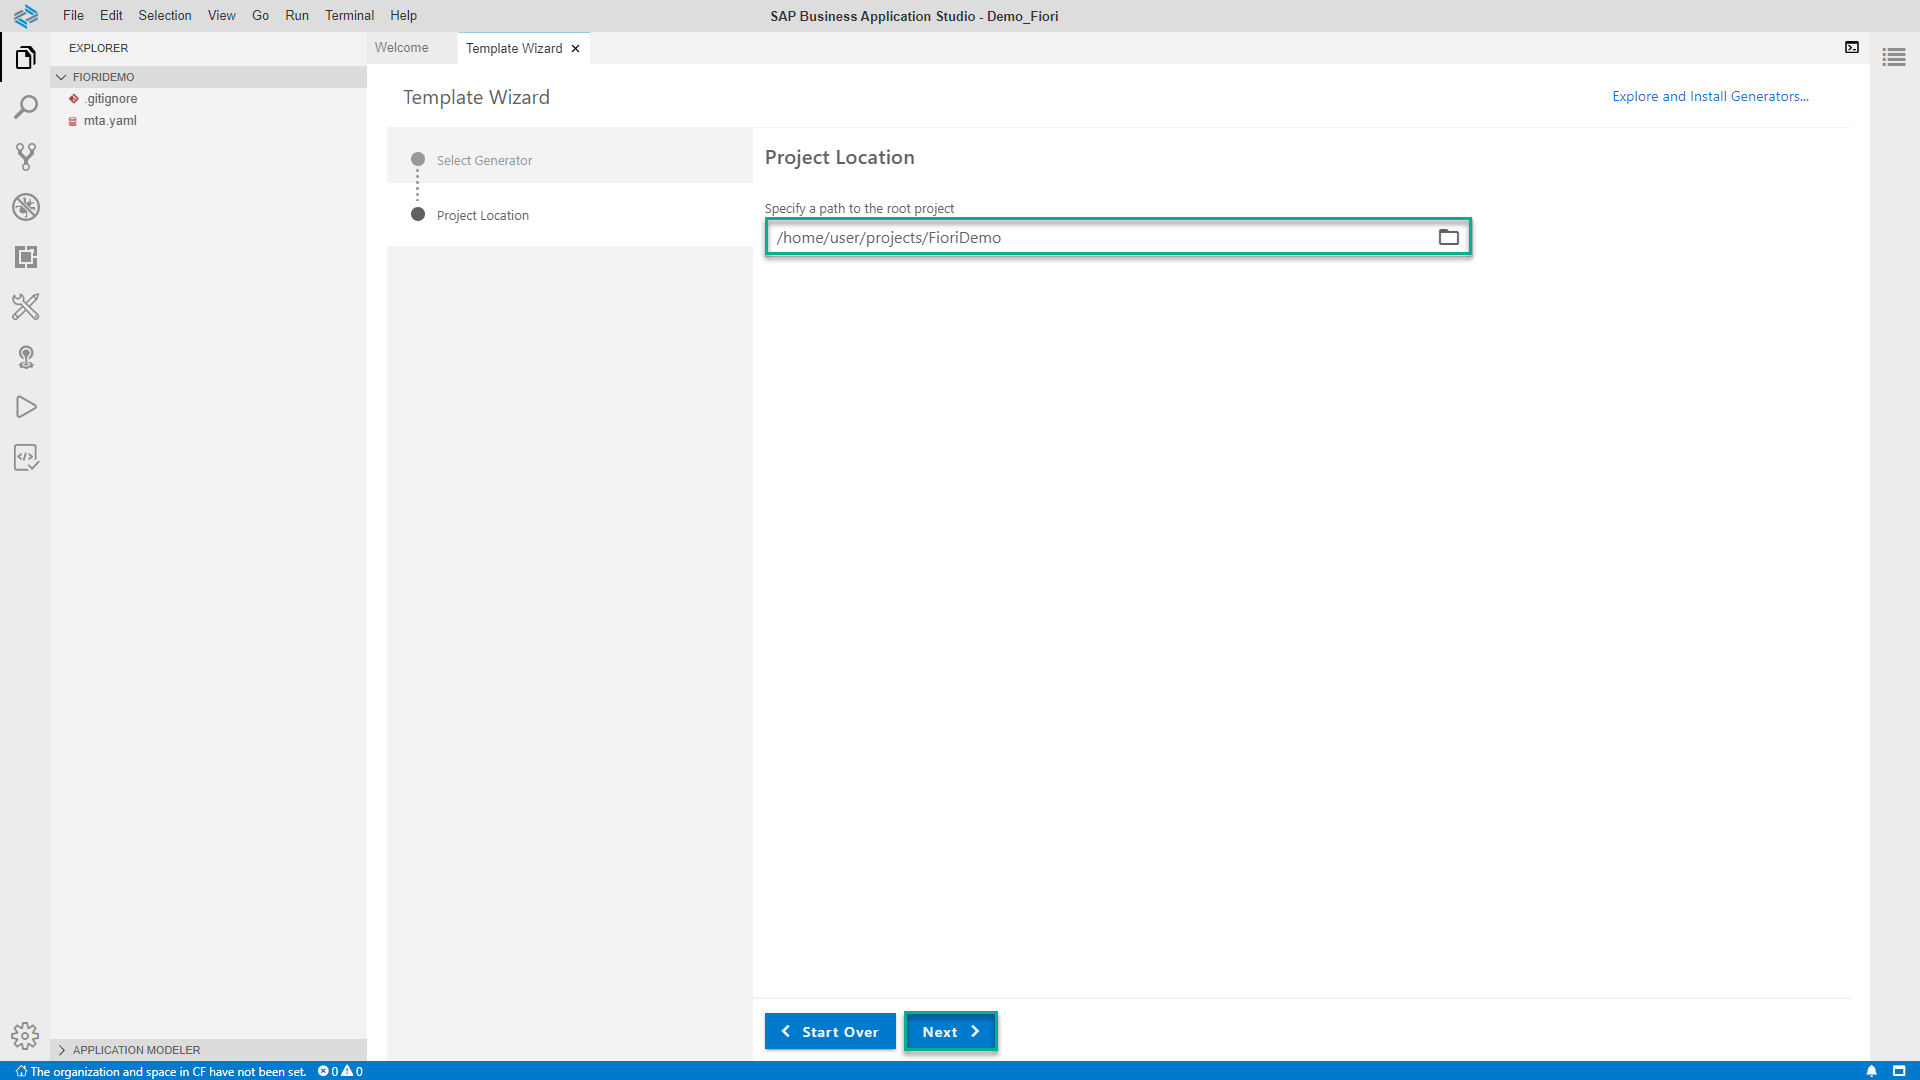 File Edit Selection View Go Run Terminal Help
SAP Business Application Studio - Demo_Fiori
EXPLORER
FIORIDEMO
.gitignore
mta.yaml
APPLICATION MODELER
Welcome
Template Wizard
Template Wizard
Explore and Install Generators...
Select Generator
Project Location
Project Location
Specify a path to the root project
/home/user/projects/FioriDemo
Start Over
Next
The organization and space in CF have not been set. 0 0